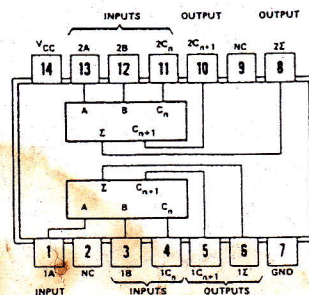 INPUTS OUTPUT OUTPUT
VCC 2A 2B 2Cn 2Cn+1 NC 2Σ
14 13 12 11 10 9 8
A B Cn
Σ Cn+1
Σ Cn+1
A B Cn
1 2 3 4 5 6 7
1A NC 1B 1Cn 1Cn+1 1Σ GND
INPUT INPUTS OUTPUTS